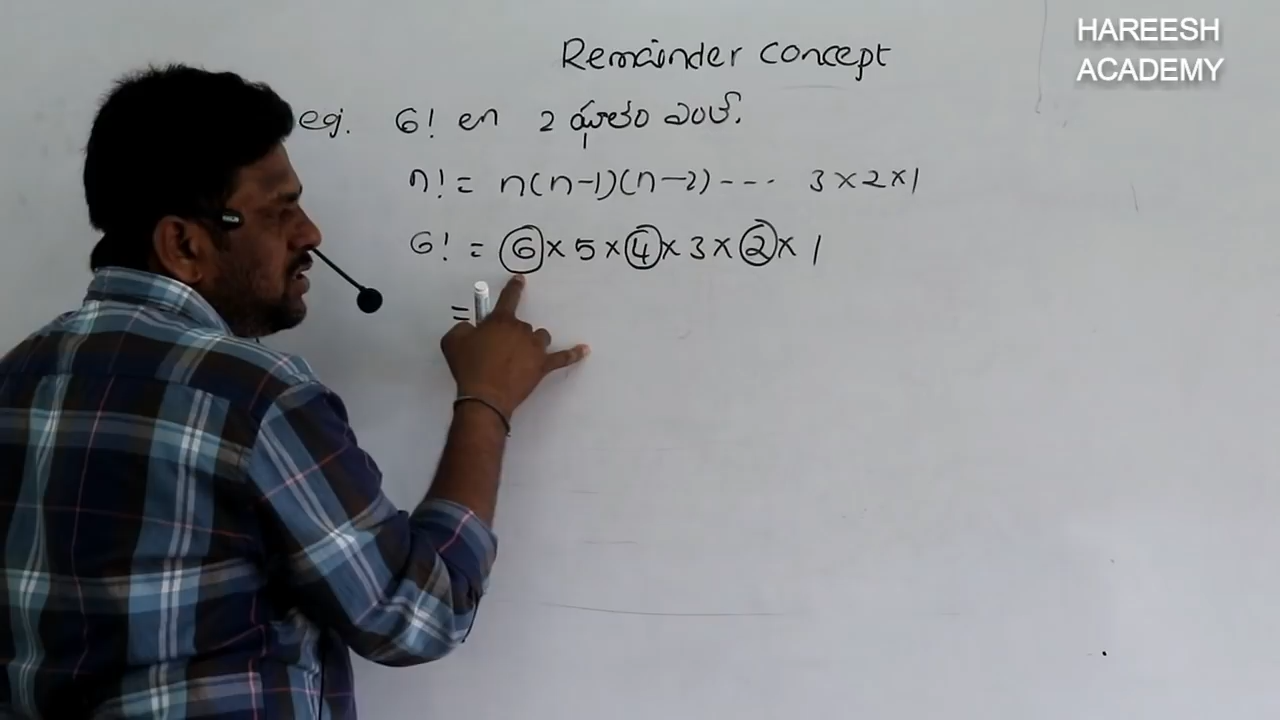 HAREESH
ACADEMY
Remainder concept
eg. 6! లో 2 ఘాతం ఎంత.
n! = n(n-1)(n-2)---- 3×2×1
6! = 6×5×4×3×2×1
=